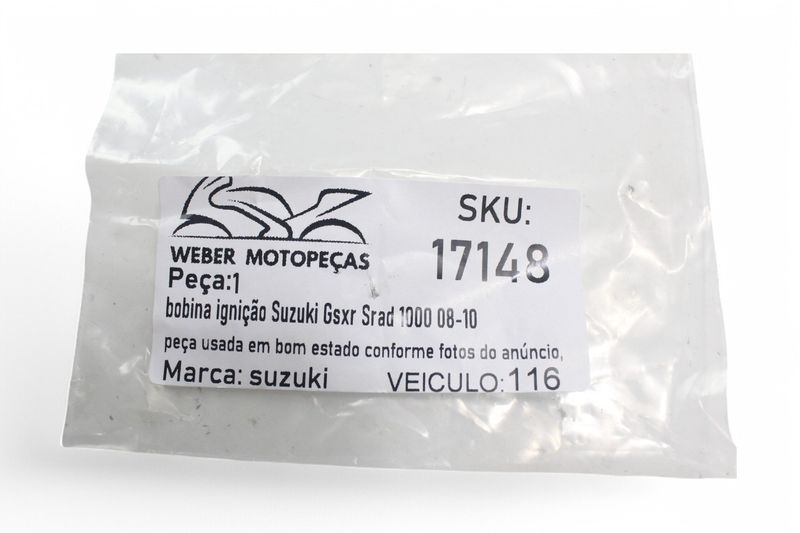 WEBER MOTOPEÇAS
SKU:
17148
Peça:1
bobina ignição Suzuki Gsxr Srad 1000 08-10
peça usada em bom estado conforme fotos do anúncio,
Marca: suzuki VEICULO:116